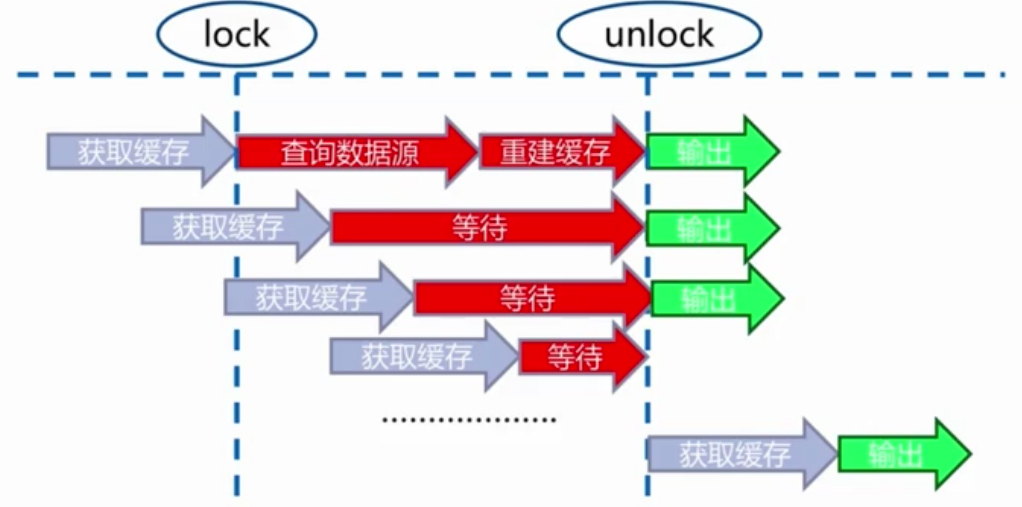 lock
unlock
获取缓存
查询数据源
重建缓存
输出
获取缓存
等待
输出
获取缓存
等待
输出
获取缓存
等待
....................
获取缓存
输出